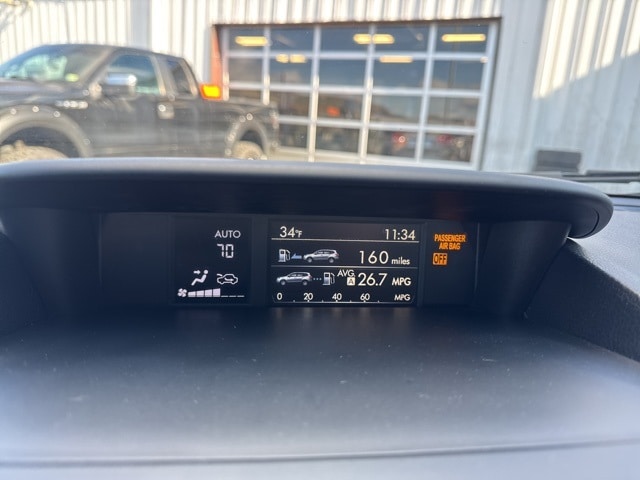 AUTO
70
34°F 11:34
160 miles
AVG A 26.7 MPG
0 20 40 60 MPG
PASSENGER
AIR BAG
OFF